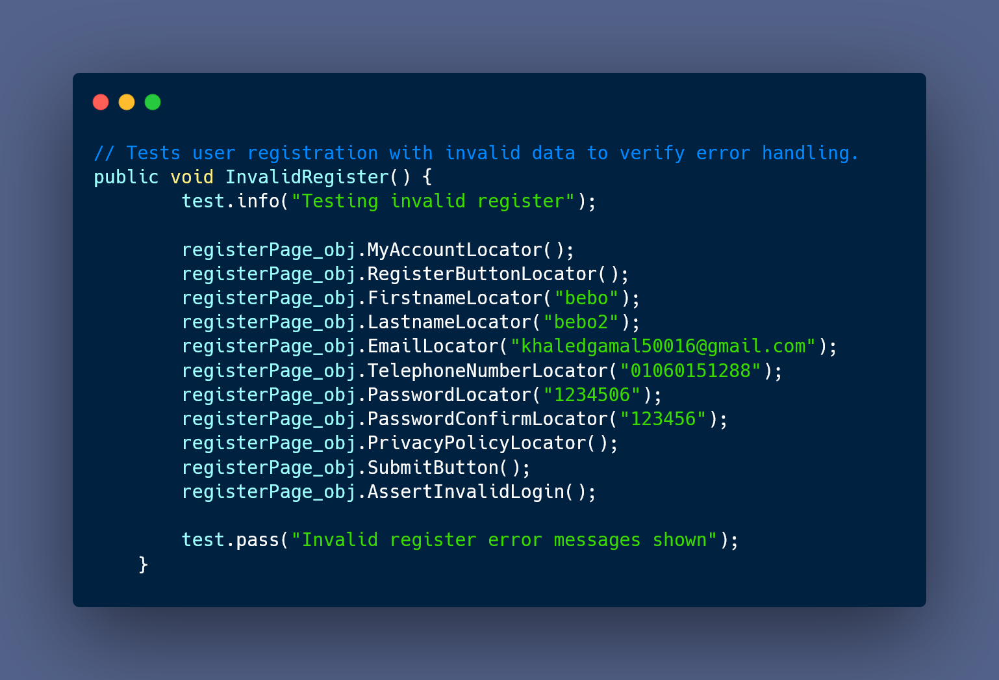 // Tests user registration with invalid data to verify error handling.
public void InvalidRegister() {
        test.info("Testing invalid register");

        registerPage_obj.MyAccountLocator();
        registerPage_obj.RegisterButtonLocator();
        registerPage_obj.FirstnameLocator("bebo");
        registerPage_obj.LastnameLocator("bebo2");
        registerPage_obj.EmailLocator("khaledgamal50016@gmail.com");
        registerPage_obj.TelephoneNumberLocator("01060151288");
        registerPage_obj.PasswordLocator("1234506");
        registerPage_obj.PasswordConfirmLocator("123456");
        registerPage_obj.PrivacyPolicyLocator();
        registerPage_obj.SubmitButton();
        registerPage_obj.AssertInvalidLogin();

        test.pass("Invalid register error messages shown");
    }